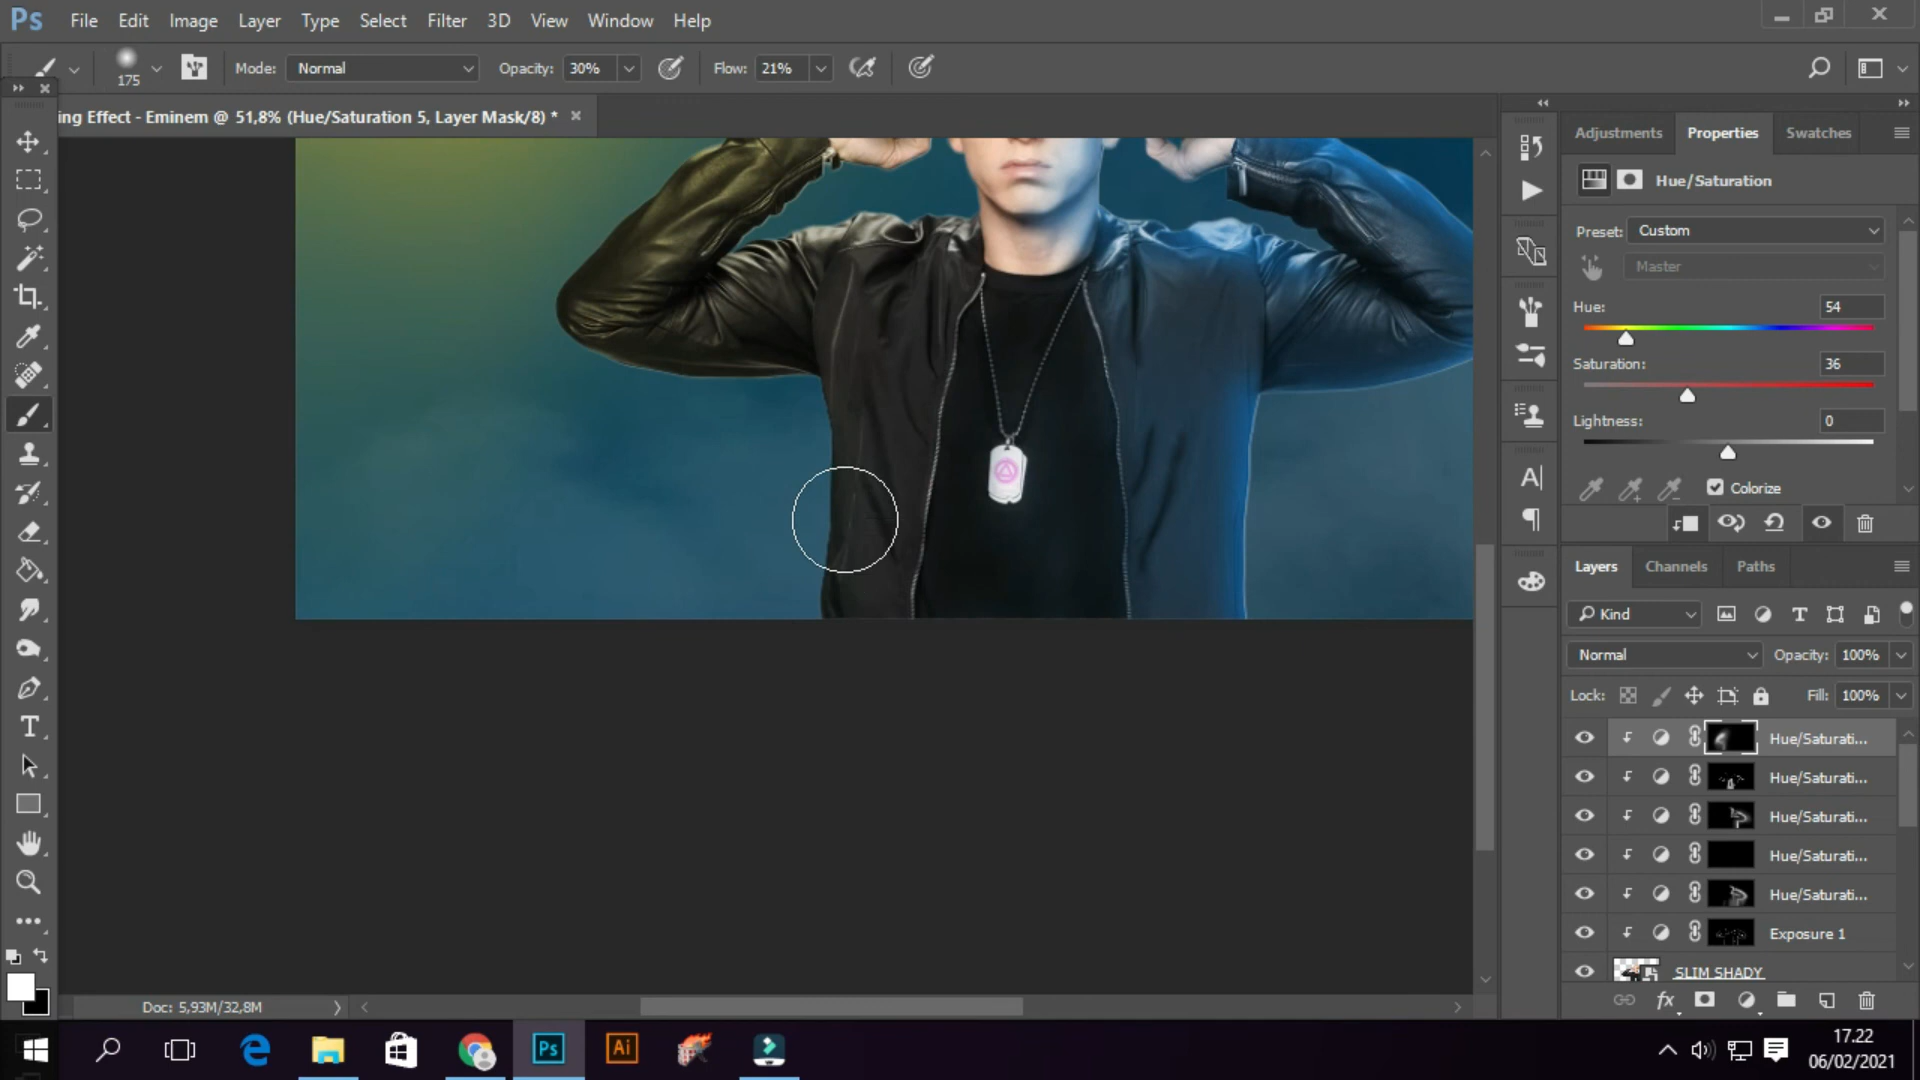 Ps File Edit Image Layer Type Select Filter 3D View Window Help
175 Mode: Normal Opacity: 30% Flow: 21%
ing Effect - Eminem @ 51,8% (Hue/Saturation 5, Layer Mask/8) *
Adjustments Properties Swatches
Hue/Saturation
Preset: Custom
Master
Hue: 54
Saturation: 36
Lightness: 0
Colorize
Layers Channels Paths
Kind
Normal Opacity: 100%
Lock: Fill: 100%
Hue/Saturati...
Hue/Saturati...
Hue/Saturati...
Hue/Saturati...
Hue/Saturati...
Exposure 1
SLIM SHADY
fx
Doc: 5,93M/32,8M
Ps Ai
17.22
06/02/2021